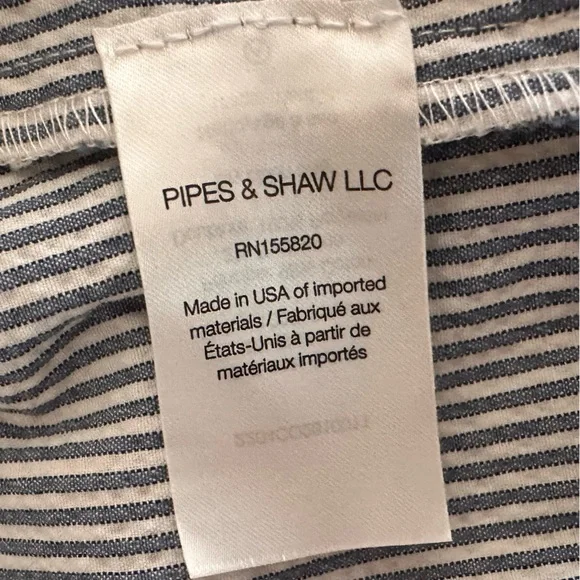 PIPES & SHAW LLC
RN155820
Made in USA of imported
materials / Fabriqué aux
États-Unis à partir de
matériaux importés